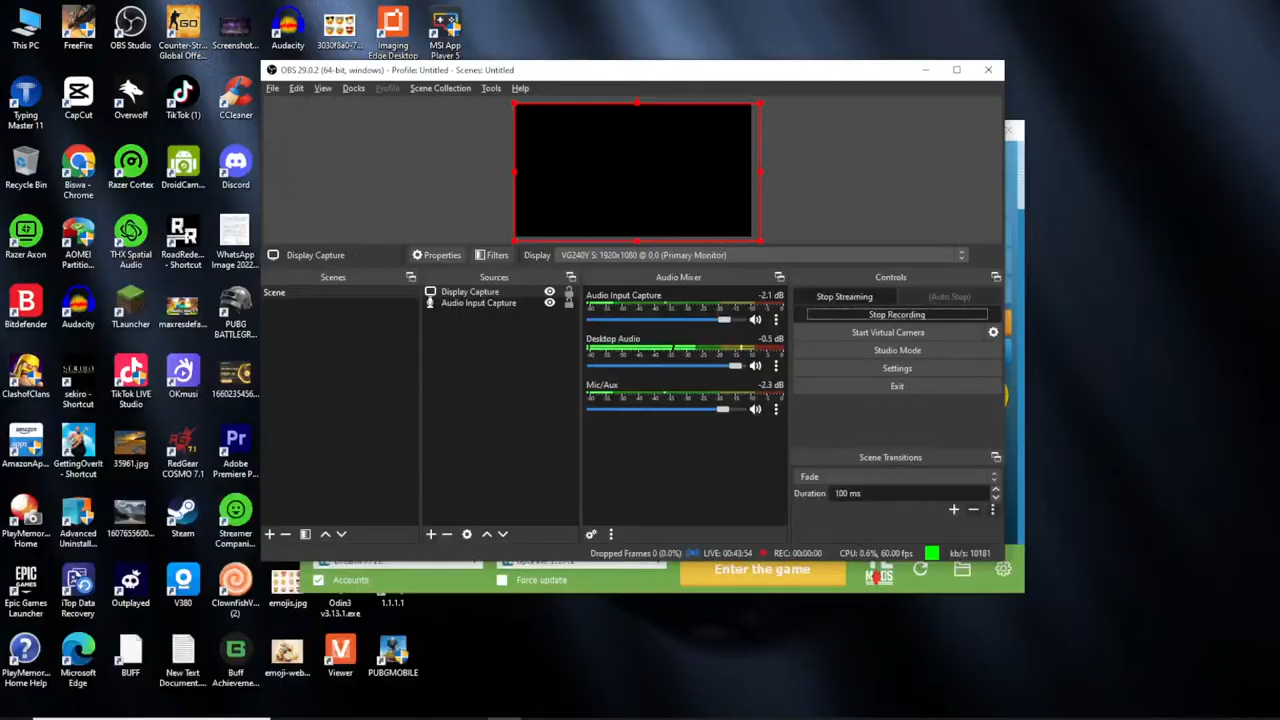 This PC
FreeFire
OBS Studio
Counter-Str...
Global Offe...
Screenshot...
Audacity
3030f8a0-7...
Imaging
Edge Desktop
MSI App
Player 5
OBS 29.0.2 (64-bit, windows) - Profile: Untitled - Scenes: Untitled
File
Edit
View
Docks
Profile
Scene Collection
Tools
Help
Typing
Master 11
CapCut
Overwolf
TikTok (1)
CCleaner
Recycle Bin
Biswa -
Chrome
Razer Cortex
DroidCam...
Discord
Razer Axon
AOMEI
Partitio...
THX Spatial
Audio
RoadRede...
- Shortcut
WhatsApp
Image 2022...
Display Capture
Properties
Filters
Display
VG240Y S: 1920x1080 @ 0,0 (Primary Monitor)
Scenes
Sources
Audio Mixer
Controls
Scene
Display Capture
Audio Input Capture
Audio Input Capture
-2.1 dB
Desktop Audio
-0.5 dB
Mic/Aux
-2.3 dB
Stop Streaming
(Auto Stop)
Stop Recording
Start Virtual Camera
Studio Mode
Settings
Exit
Scene Transitions
Fade
Duration
100 ms
Bitdefender
Audacity
TLauncher
maxresdefa...
PUBG
BATTLEGR...
ClashofClans
sekiro -
Shortcut
TikTok LIVE
Studio
OKmusi
1660235456...
AmazonAp...
GettingOverIt
- Shortcut
35961.jpg
RedGear
COSMO 7.1
Adobe
Premiere P...
PlayMemor...
Home
Advanced
Uninstall...
1607655600...
Steam
Streamer
Compani...
Dropped Frames 0 (0.0%)
LIVE: 00:43:54
REC: 00:00:00
CPU: 0.6%, 60.00 fps
kb/s: 10181
Accounts
Force update
Enter the game
MODS
Epic Games
Launcher
iTop Data
Recovery
Outplayed
V380
ClownfishV...
(2)
emojis.jpg
Odin3
v3.13.1.exe
1.1.1.1
PlayMemor...
Home Help
Microsoft
Edge
BUFF
New Text
Document...
Buff
Achieveme...
emoji-web...
Viewer
PUBGMOBILE